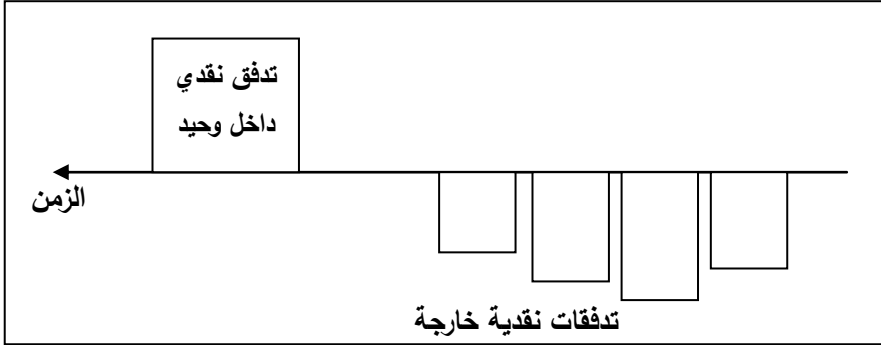 تدفق نقدي
داخل وحيد
الزمن
تدفقات نقدية خارجة